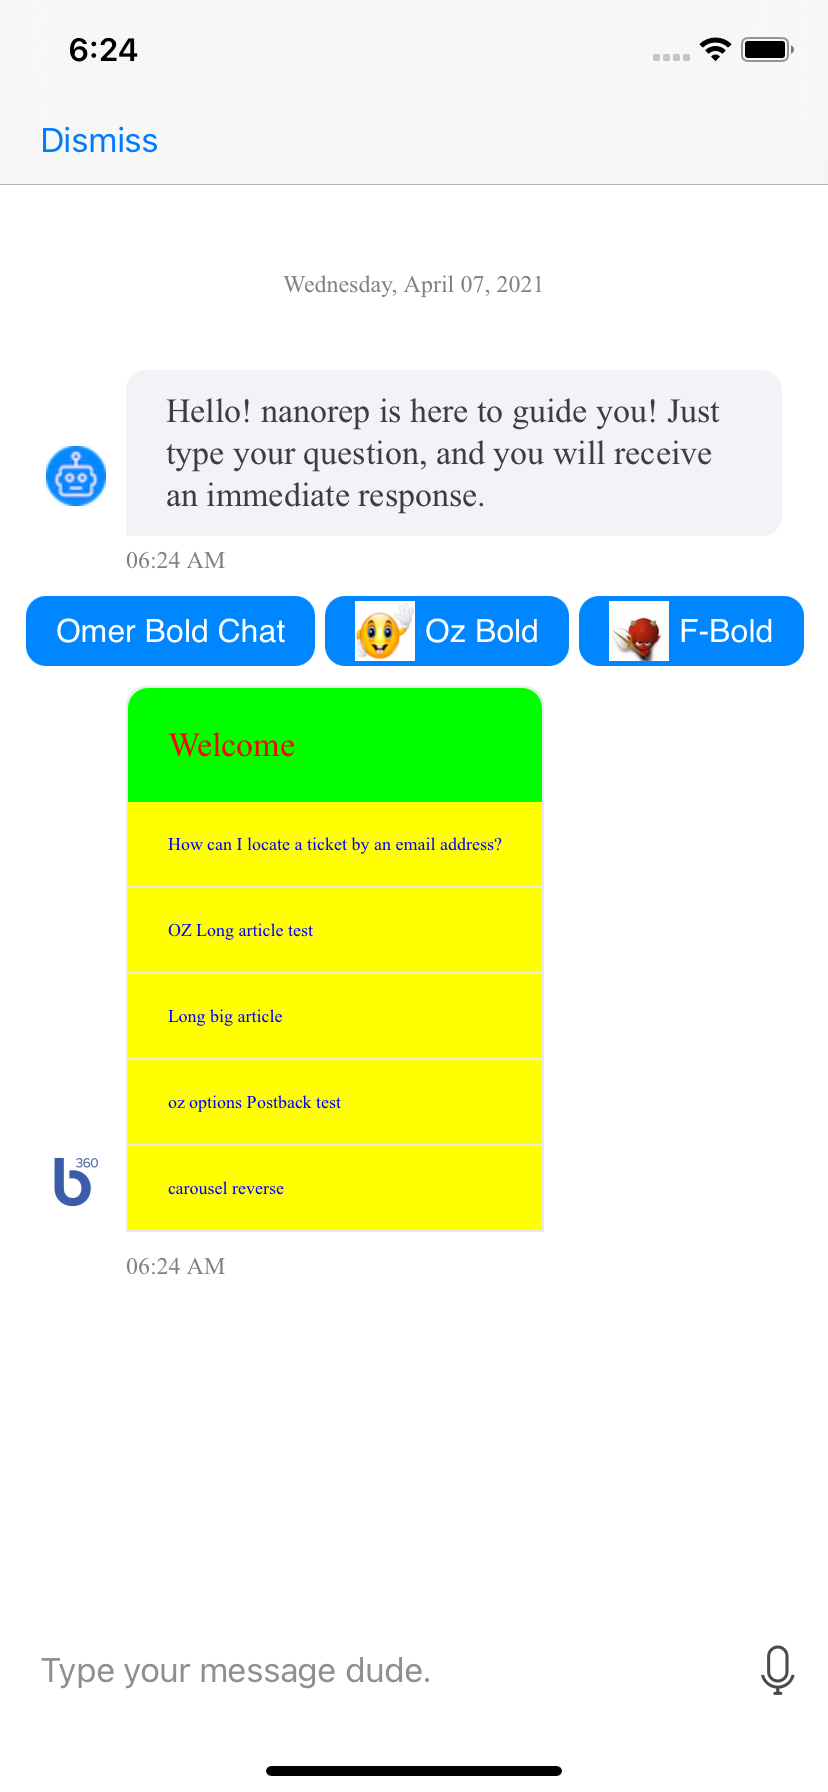 6:24
Dismiss
Wednesday, April 07, 2021
Hello! nanorep is here to guide you! Just
type your question, and you will receive
an immediate response.
06:24 AM
Omer Bold Chat
Oz Bold
F-Bold
Welcome
How can I locate a ticket by an email address?
OZ Long article test
Long big article
oz options Postback test
carousel reverse
b360
06:24 AM
Type your message dude.